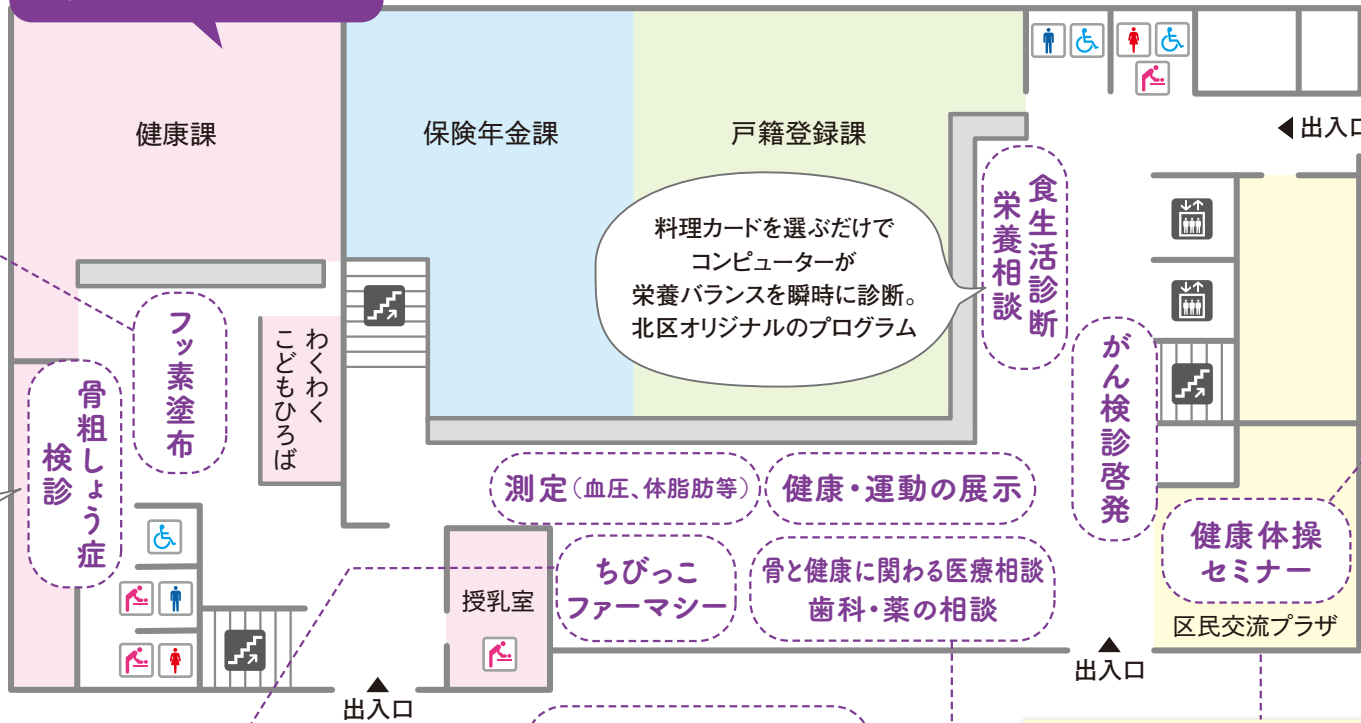 健康課
保険年金課
戸籍登録課
◀出入口
料理カードを選ぶだけで
コンピューターが
栄養バランスを瞬時に診断。
北区オリジナルのプログラム
食生活診断
栄養相談
フッ素塗布
わくわく
こどもひろば
骨粗しょう症
検診
がん検診啓発
測定(血圧、体脂肪等)
健康・運動の展示
ちびっこ
ファーマシー
骨と健康に関わる医療相談
歯科・薬の相談
健康体操
セミナー
区民交流プラザ
授乳室
▲
出入口
▲
出入口